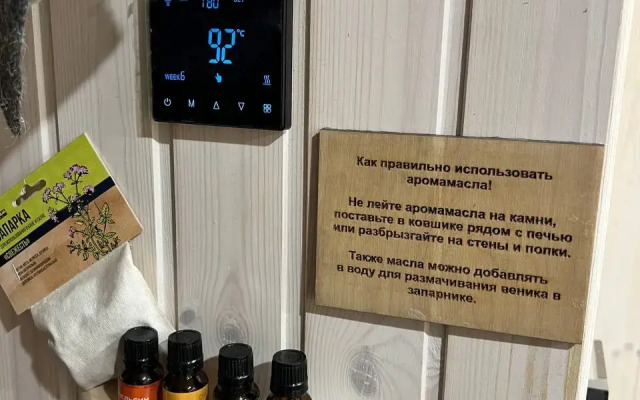 92 °C
WEEK6
M
Как правильно использовать
аромамасла!
Не лейте аромамасла на камни,
поставьте в ковшике рядом с печью
или разбрызгайте на стены и полки.
Также масла можно добавлять
в воду для размачивания веника в
запарнике.
ЗАПАРКА